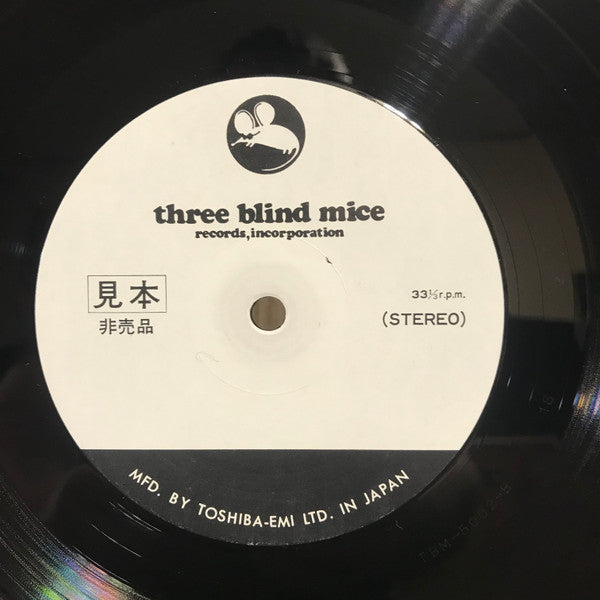 three blind mice
records, incorporation
見本
非売品
33⅓ r.p.m.
(STEREO)
MFD. BY TOSHIBA-EMI LTD. IN JAPAN